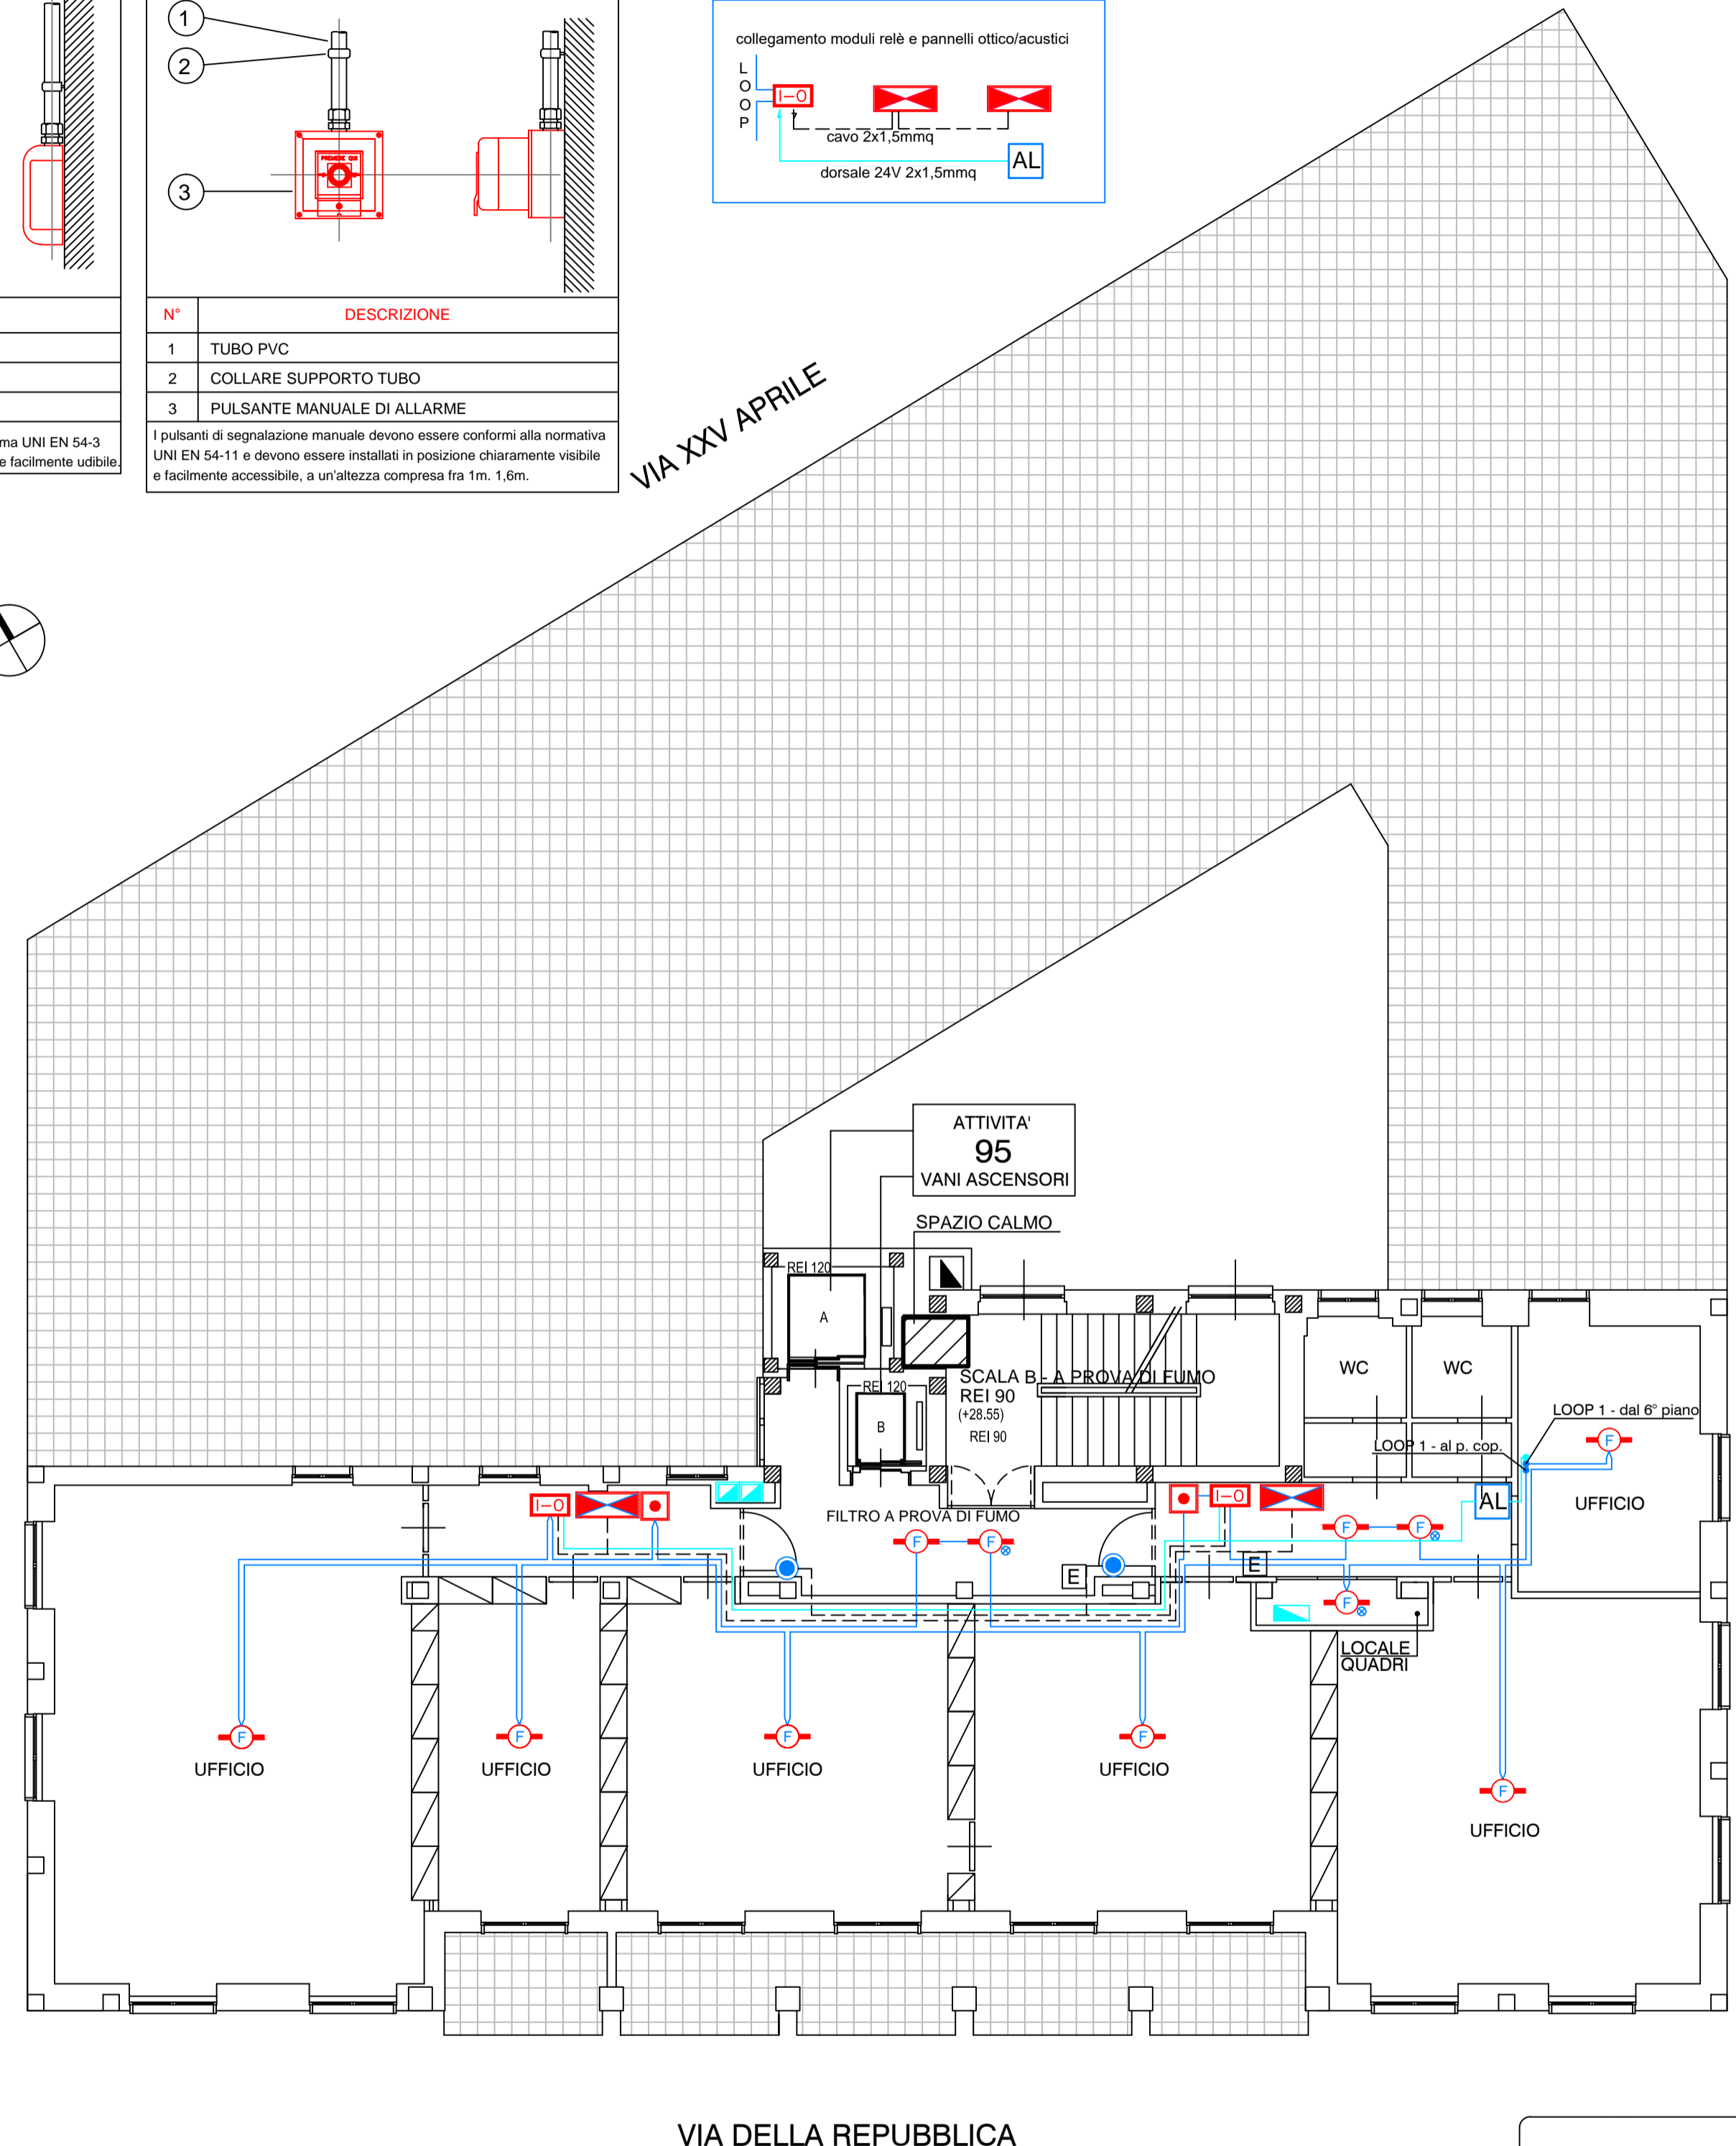 1
2
3
PREMERE QUI
N°
DESCRIZIONE
1
TUBO PVC
2
COLLARE SUPPORTO TUBO
3
PULSANTE MANUALE DI ALLARME
ma UNI EN 54-3
e facilmente udibile.
I pulsanti di segnalazione manuale devono essere conformi alla normativa
UNI EN 54-11 e devono essere installati in posizione chiaramente visibile
e facilmente accessibile, a un'altezza compresa fra 1m. 1,6m.
collegamento moduli relè e pannelli ottico/acustici
LOOP
I-O
cavo 2x1,5mmq
AL
dorsale 24V 2x1,5mmq
VIA XXV APRILE
ATTIVITA'
95
VANI ASCENSORI
SPAZIO CALMO
REI 120
A
REI 120
B
SCALA B - A PROVA DI FUMO
REI 90
(+28.55)
REI 90
WC
WC
LOOP 1 - dal 6° piano
LOOP 1 - al p. cop.
F
UFFICIO
I-O
I-O
AL
FILTRO A PROVA DI FUMO
F
F
F
F
E
E
F
LOCALE
QUADRI
F
UFFICIO
F
UFFICIO
F
UFFICIO
F
UFFICIO
F
UFFICIO
VIA DELLA REPUBBLICA